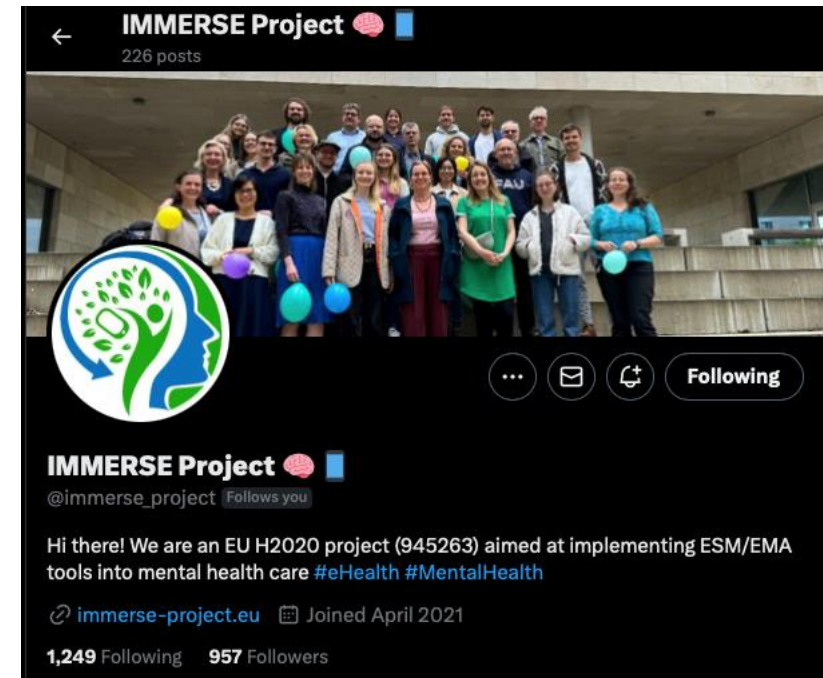 IMMERSE Project 🧠 📱
226 posts
FAU
Following
IMMERSE Project 🧠 📱
@immerse_project Follows you
Hi there! We are an EU H2020 project (945263) aimed at implementing ESM/EMA
tools into mental health care #eHealth #MentalHealth
immerse-project.eu Joined April 2021
1,249 Following 957 Followers